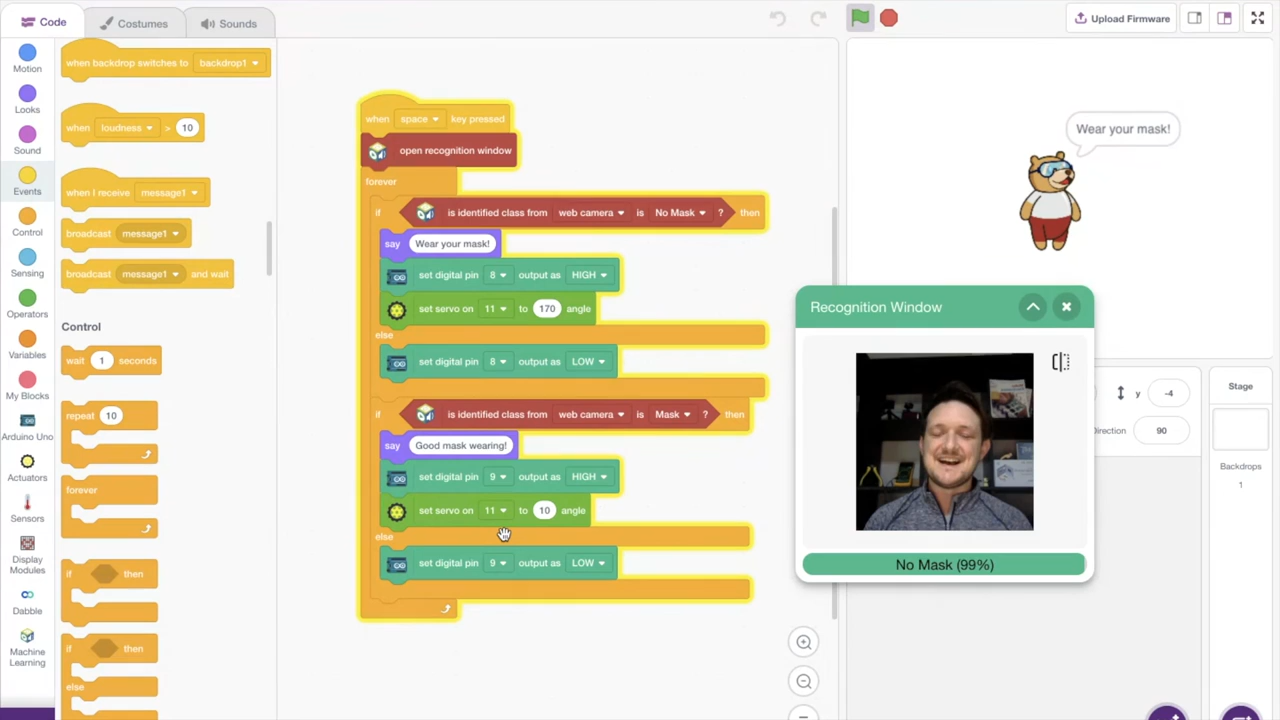 Code
Costumes
Sounds
Upload Firmware
Motion
Looks
Sound
Events
Control
Sensing
Operators
Variables
My Blocks
Arduino Uno
Actuators
Sensors
Display
Modules
Dabble
Machine
Learning
when backdrop switches to backdrop1
when loudness > 10
when I receive message1
broadcast message1
broadcast message1 and wait
Control
wait 1 seconds
repeat 10
forever
if then
if then
else
when space key pressed
open recognition window
forever
if is identified class from web camera is No Mask ? then
say Wear your mask!
set digital pin 8 output as HIGH
set servo on 11 to 170 angle
else
set digital pin 8 output as LOW
if is identified class from web camera is Mask ? then
say Good mask wearing!
set digital pin 9 output as HIGH
set servo on 11 to 10 angle
else
set digital pin 9 output as LOW
Wear your mask!
Recognition Window
No Mask (99%)
y -4
Direction 90
Stage
Backdrops
1